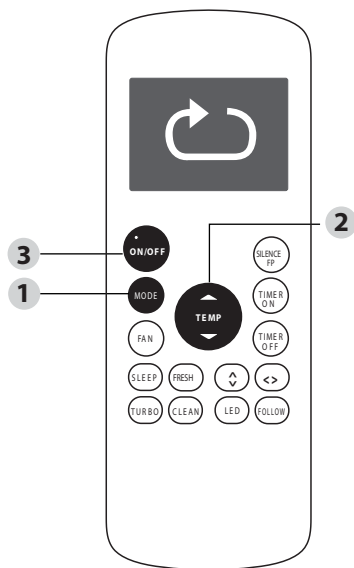 2
ON/OFF
3
SILENCE
FP
1
MODE
TEMP
TIMER
ON
FAN
TIMER
OFF
SLEEP
FRESH
<>
TURBO
CLEAN
LED
FOLLOW